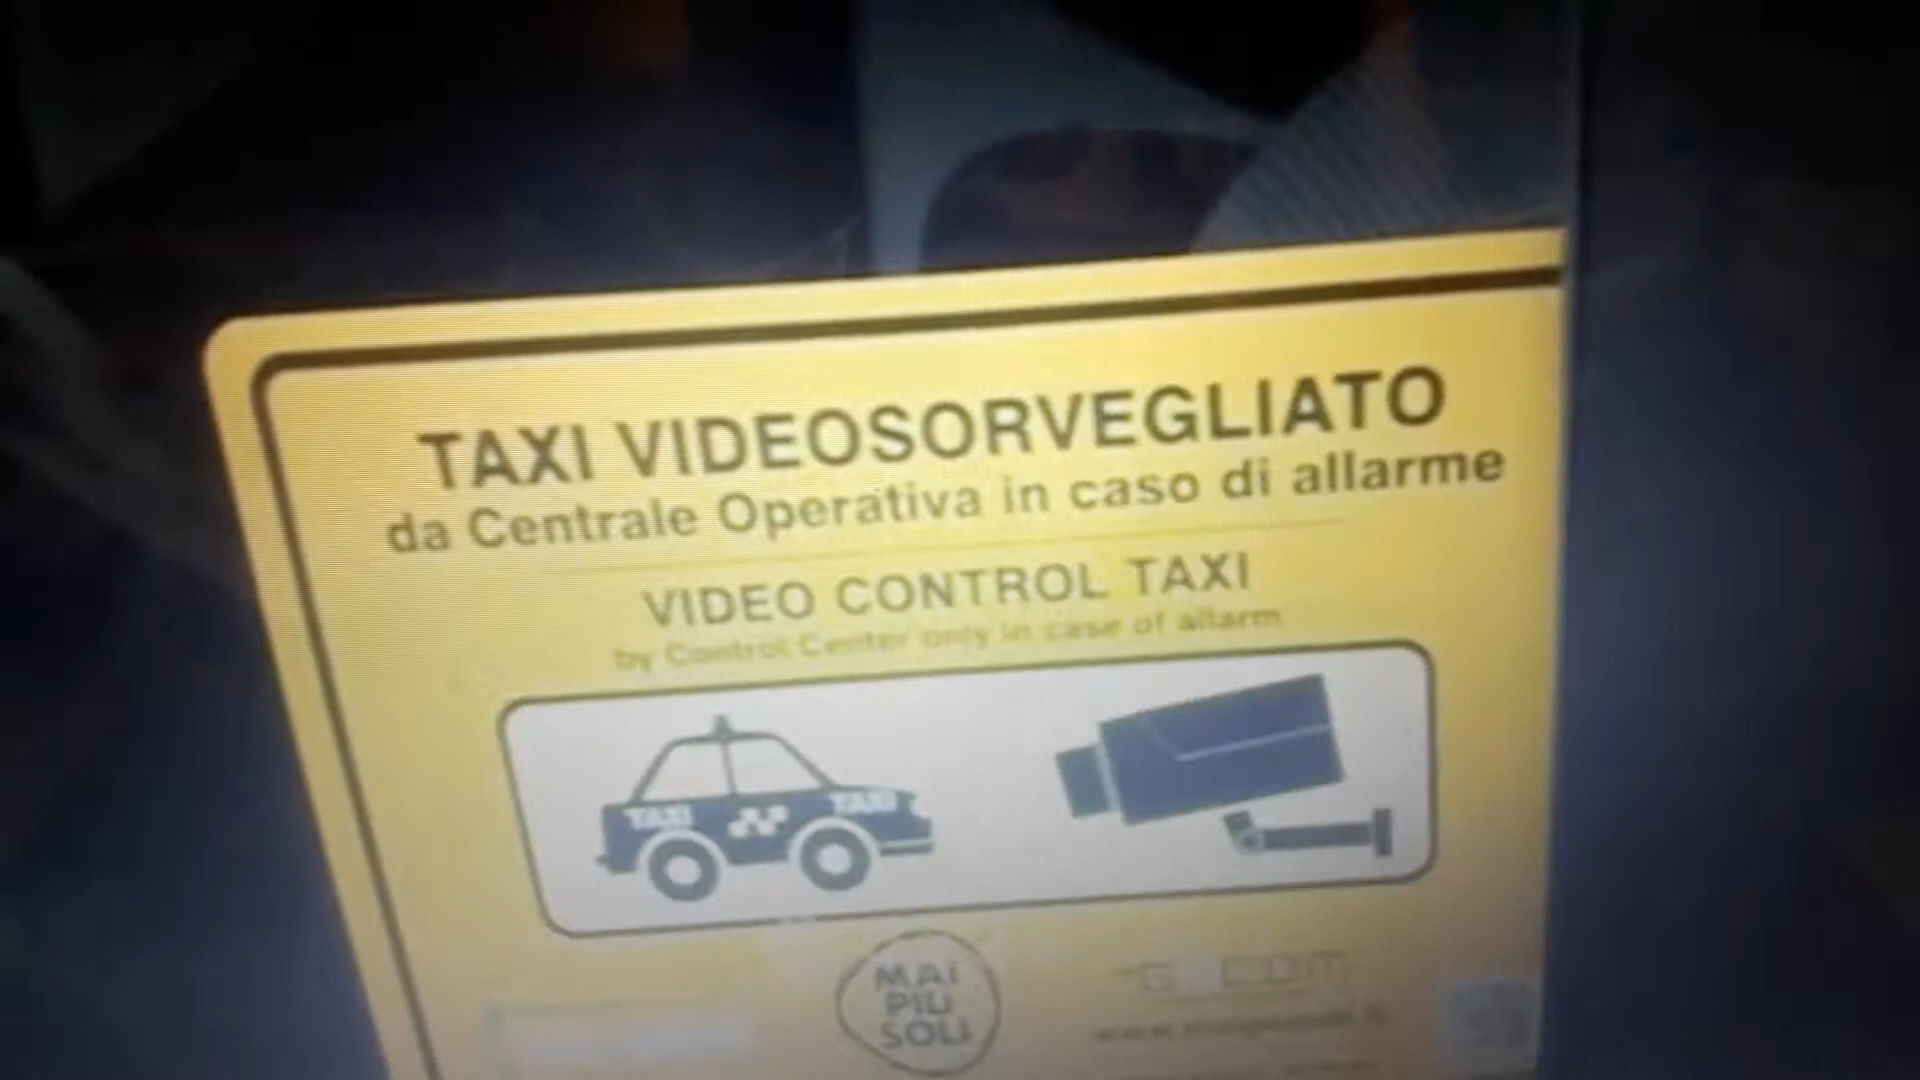 TAXI VIDEOSORVEGLIATO
da Centrale Operativa in caso di allarme
VIDEO CONTROL TAXI
by Control Center only in case of allarm
TAXI TAXI
MAI
PIÙ
SOLI